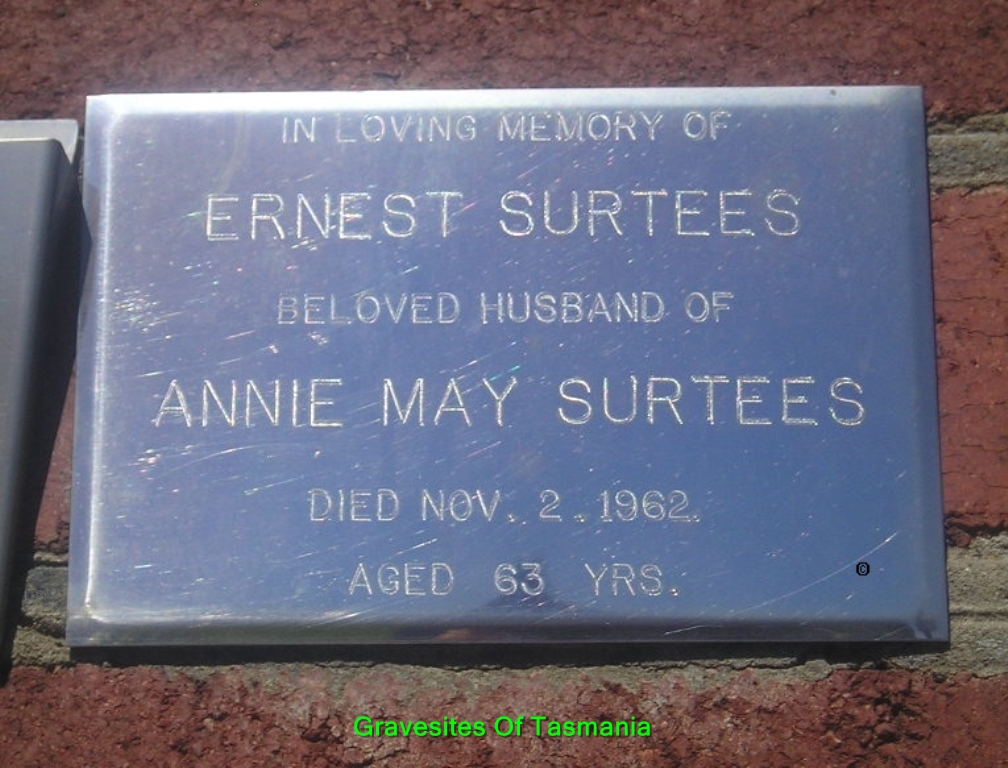 IN LOVING MEMORY OF
ERNEST SURTEES
BELOVED HUSBAND OF
ANNIE MAY SURTEES
DIED NOV. 2. 1962.
AGED 63 YRS.
©
Gravesites Of Tasmania